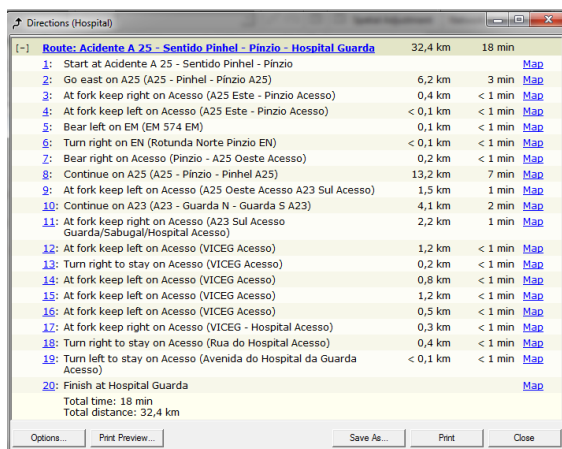 Directions (Hospital)
[-] Route: Acidente A 25 - Sentido Pinhel - Pínzio - Hospital Guarda 32,4 km 18 min
1: Start at Acidente A 25 - Sentido Pinhel - Pínzio Map
2: Go east on A25 (A25 - Pinhel - Pínzio A25) 6,2 km 3 min Map
3: At fork keep right on Acesso (A25 Este - Pinzio Acesso) 0,4 km < 1 min Map
4: At fork keep left on Acesso (A25 Este - Pinzio Acesso) < 0,1 km < 1 min Map
5: Bear left on EM (EM 574 EM) 0,1 km < 1 min Map
6: Turn right on EN (Rotunda Norte Pinzio EN) < 0,1 km < 1 min Map
7: Bear right on Acesso (Pinzio - A25 Oeste Acesso) 0,2 km < 1 min Map
8: Continue on A25 (A25 - Pínzio - Pinhel A25) 13,2 km 7 min Map
9: At fork keep left on Acesso (A25 Oeste Acesso A23 Sul Acesso) 1,5 km 1 min Map
10: Continue on A23 (A23 - Guarda N - Guarda S A23) 4,1 km 2 min Map
11: At fork keep right on Acesso (A23 Sul Acesso 2,2 km 1 min Map
Guarda/Sabugal/Hospital Acesso)
12: At fork keep left on Acesso (VICEG Acesso) 1,2 km < 1 min Map
13: Turn right to stay on Acesso (VICEG Acesso) 0,2 km < 1 min Map
14: At fork keep left on Acesso (VICEG Acesso) 0,8 km < 1 min Map
15: At fork keep left on Acesso (VICEG Acesso) 1,2 km < 1 min Map
16: At fork keep left on Acesso (VICEG Acesso) 0,5 km < 1 min Map
17: At fork keep right on Acesso (VICEG - Hospital Acesso) 0,3 km < 1 min Map
18: Turn right to stay on Acesso (Rua do Hospital Acesso) 0,4 km < 1 min Map
19: Turn left to stay on Acesso (Avenida do Hospital da Guarda < 0,1 km < 1 min Map
Acesso)
20: Finish at Hospital Guarda Map
Total time: 18 min
Total distance: 32,4 km
Options... Print Preview... Save As... Print Close